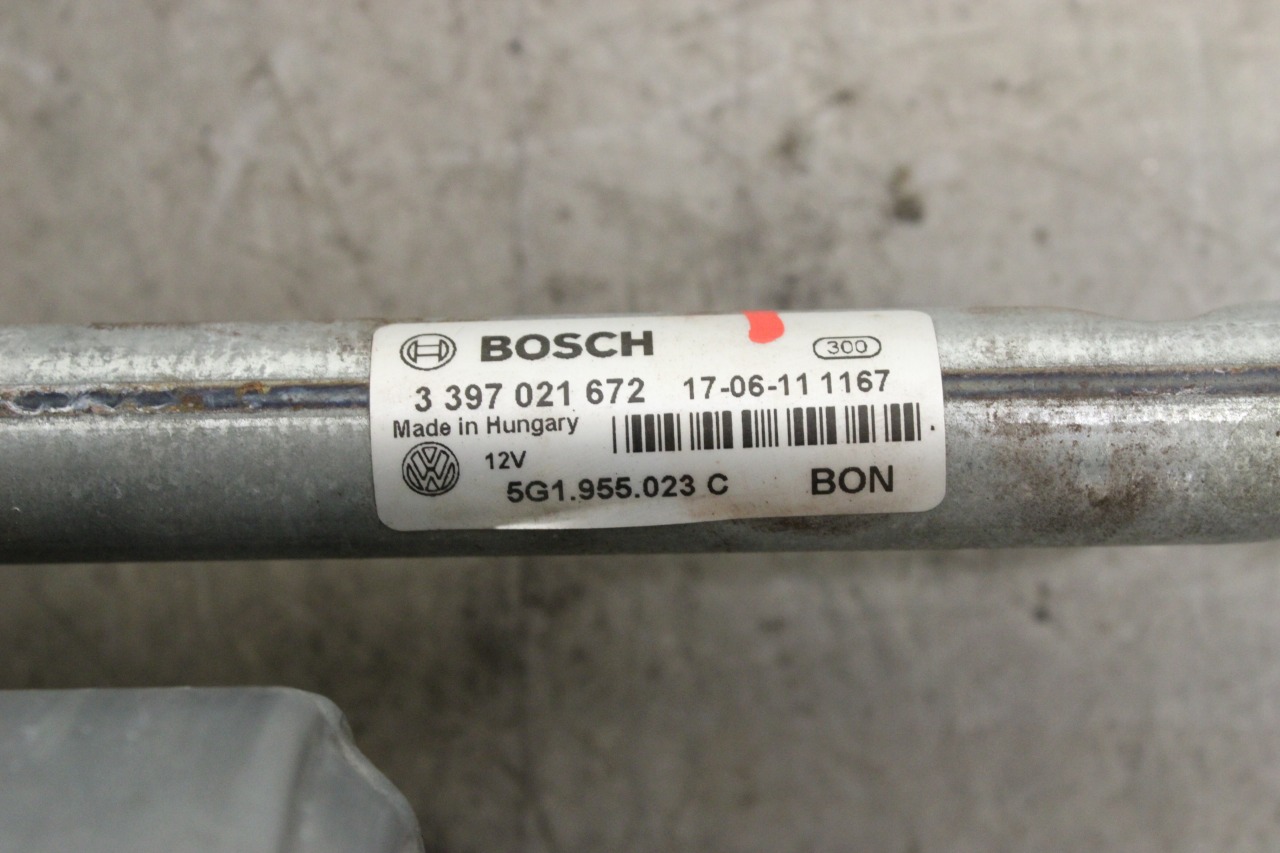 BOSCH 300
3 397 021 672 17-06-11 1167
Made in Hungary
12V
5G1.955.023 C BON